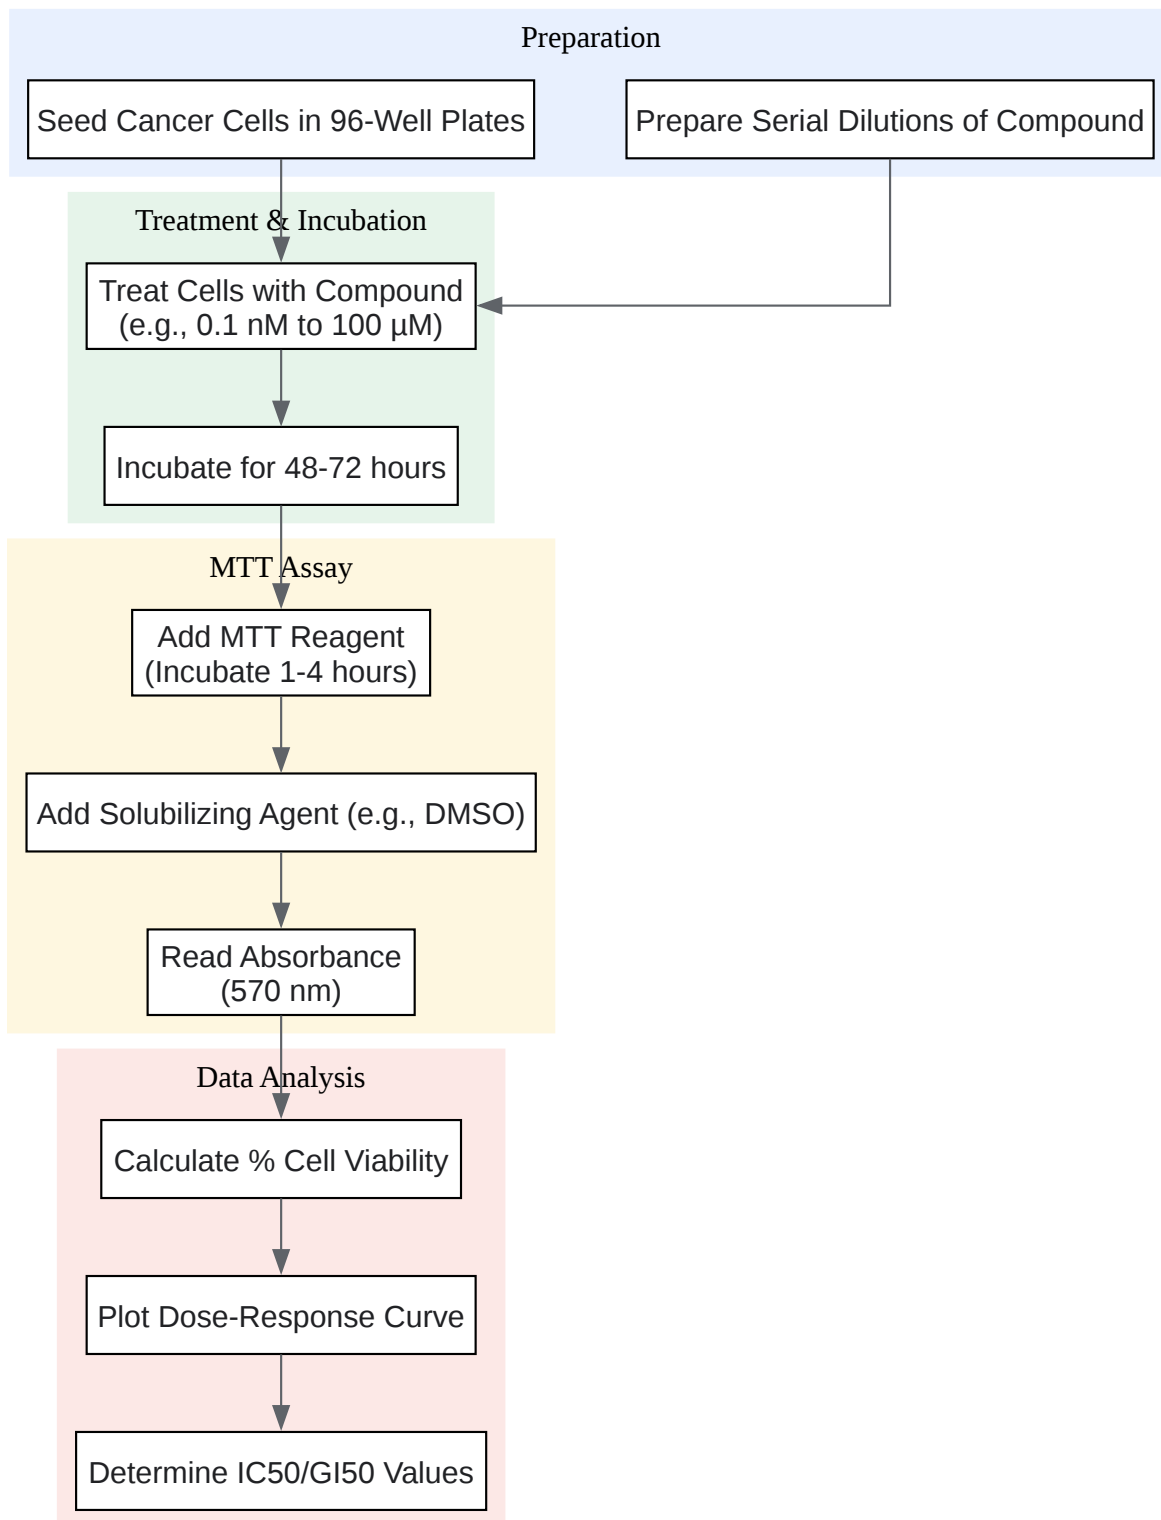 Preparation
Seed Cancer Cells in 96-Well Plates
Prepare Serial Dilutions of Compound
Treatment & Incubation
Treat Cells with Compound
(e.g., 0.1 nM to 100 µM)
Incubate for 48-72 hours
MTT Assay
Add MTT Reagent
(Incubate 1-4 hours)
Add Solubilizing Agent (e.g., DMSO)
Read Absorbance
(570 nm)
Data Analysis
Calculate % Cell Viability
Plot Dose-Response Curve
Determine IC50/GI50 Values